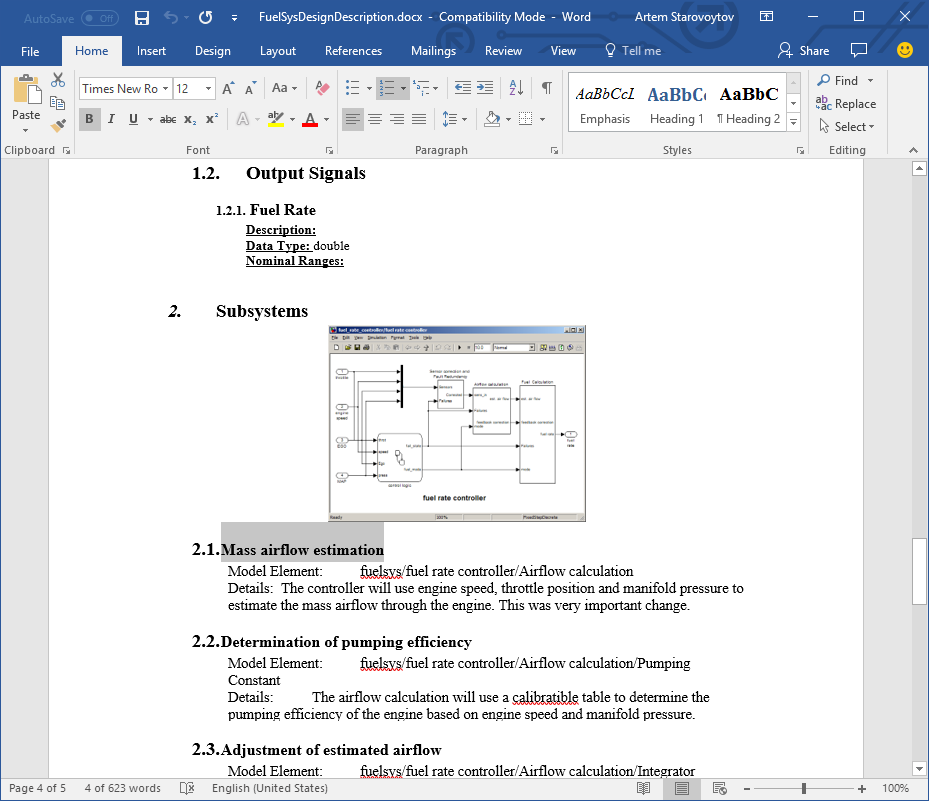 AutoSave Off FuelSysDesignDescription.docx - Compatibility Mode - Word Artem Starovoytov
File Home Insert Design Layout References Mailings Review View Tell me Share
Times New Ro 12 Aa AaBbCcI AaBbC AaBbC Find
Paste B I U abc x₂ x² A aby A Emphasis Heading 1 ¶ Heading 2 Replace
Select
Clipboard Font Paragraph Styles Editing
1.2. Output Signals
1.2.1. Fuel Rate
Description:
Data Type: double
Nominal Ranges:
2. Subsystems
fuel_rate_controller/fuel rate controller
File Edit View Simulation Format Tools Help
50.0 Normal
Sensor correction and
Fault Redundancy
Airflow calculation
Fuel Calculation
1
throttle
2
engine
speed
3
EGO
4
MAP
Sensors
Corrected
Failures
est. air flow
Failures
feedback correction
mode
est. air flow
feedback correction
fuel rate
Failures
mode
1
fuel
rate
throt
speed
Ego
press
fail_state
fuel_mode
control logic
fuel rate controller
Ready 100% FixedStepDiscrete
2.1. Mass airflow estimation
Model Element: fuelsys/fuel rate controller/Airflow calculation
Details: The controller will use engine speed, throttle position and manifold pressure to
estimate the mass airflow through the engine. This was very important change.
2.2. Determination of pumping efficiency
Model Element: fuelsys/fuel rate controller/Airflow calculation/Pumping
Constant
Details: The airflow calculation will use a calibratible table to determine the
pumping efficiency of the engine based on engine speed and manifold pressure.
2.3. Adjustment of estimated airflow
Model Element: fuelsys/fuel rate controller/Airflow calculation/Integrator
Page 4 of 5 4 of 623 words English (United States) 100%